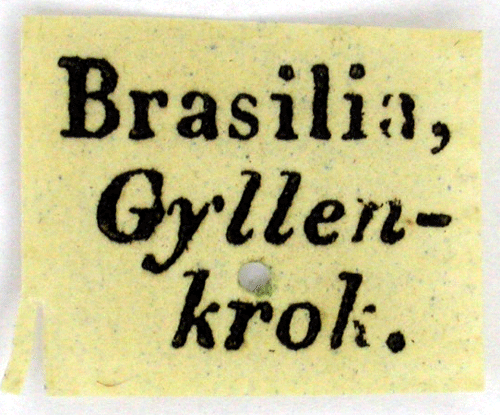 Brasilia,
Gyllen-
krok.